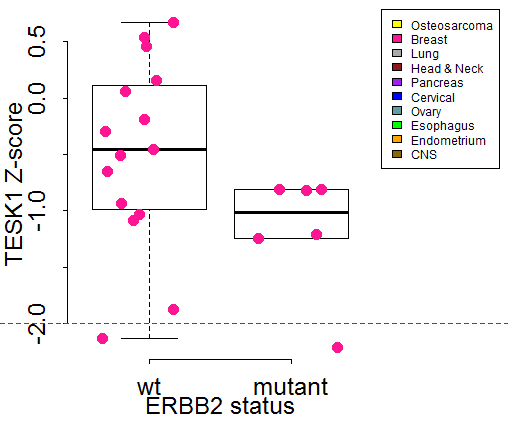 Osteosarcoma
Breast
Lung
Head & Neck
Pancreas
Cervical
Ovary
Esophagus
Endometrium
CNS
TESK1 Z-score
0.5
0.0
-1.0
-2.0
wt
mutant
ERBB2 status